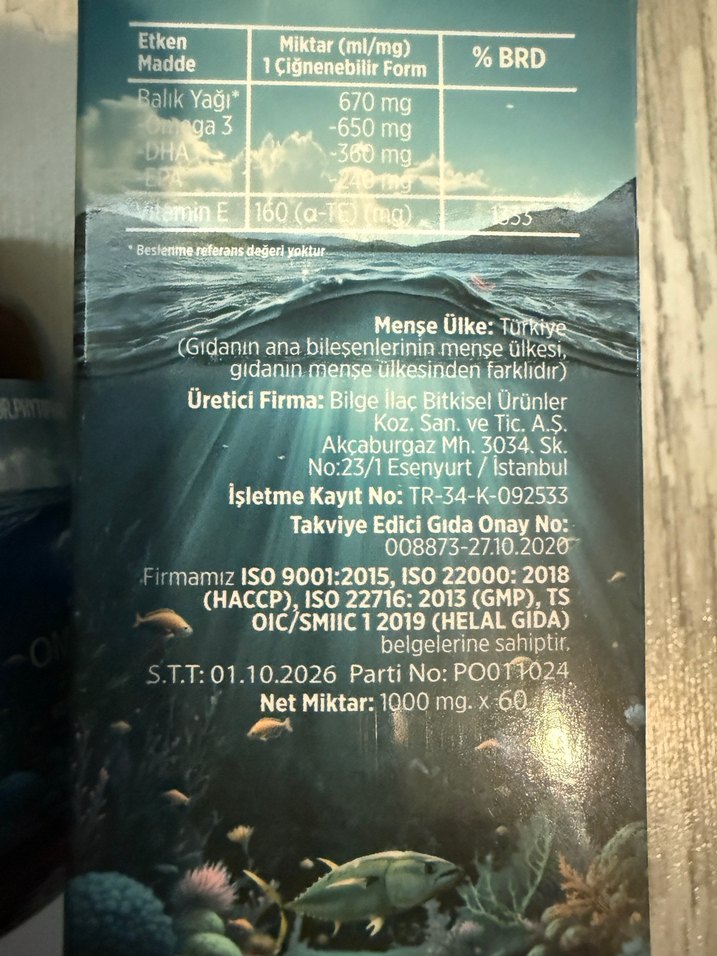 Etken Madde
Miktar (ml/mg)
1 Çiğnenebilir Form
% BRD
Balık Yağı* 670 mg
Omega 3 -650 mg
-DHA -360 mg
-EPA -240 mg
Vitamin E 160 (α-TE) (mg) 1333
* Beslenme referans değeri yoktur
Menşe Ülke: Türkiye
(Gıdanın ana bileşenlerinin menşe ülkesi,
gıdanın menşe ülkesinden farklıdır)
Üretici Firma: Bilge İlaç Bitkisel Ürünler
Koz. San. ve Tic. A.Ş.
Akçaburgaz Mh. 3034. Sk.
No:23/1 Esenyurt / İstanbul
İşletme Kayıt No: TR-34-K-092533
Takviye Edici Gıda Onay No:
008873-27.10.2020
Firmamız ISO 9001:2015, ISO 22000: 2018
(HACCP), ISO 22716: 2013 (GMP), TS
OIC/SMIIC 1 2019 (HELAL GIDA)
belgelerine sahiptir.
S.T.T: 01.10.2026 Parti No: PO011024
Net Miktar: 1000 mg. x 60